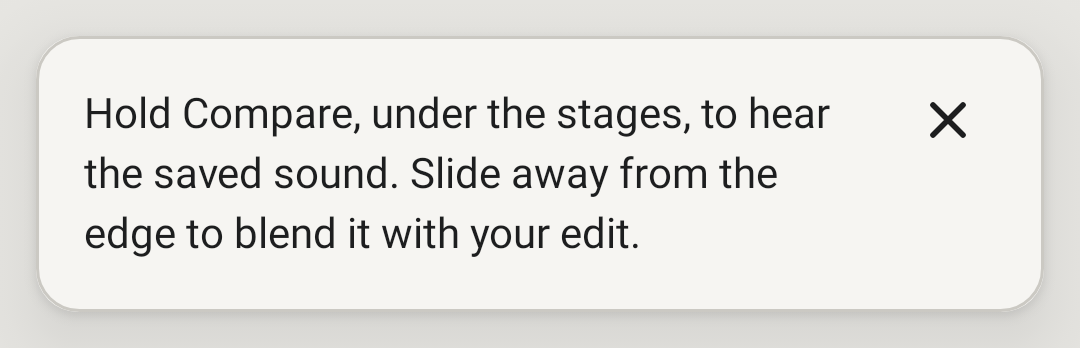 Hold Compare, under the stages, to hear
the saved sound. Slide away from the
edge to blend it with your edit.